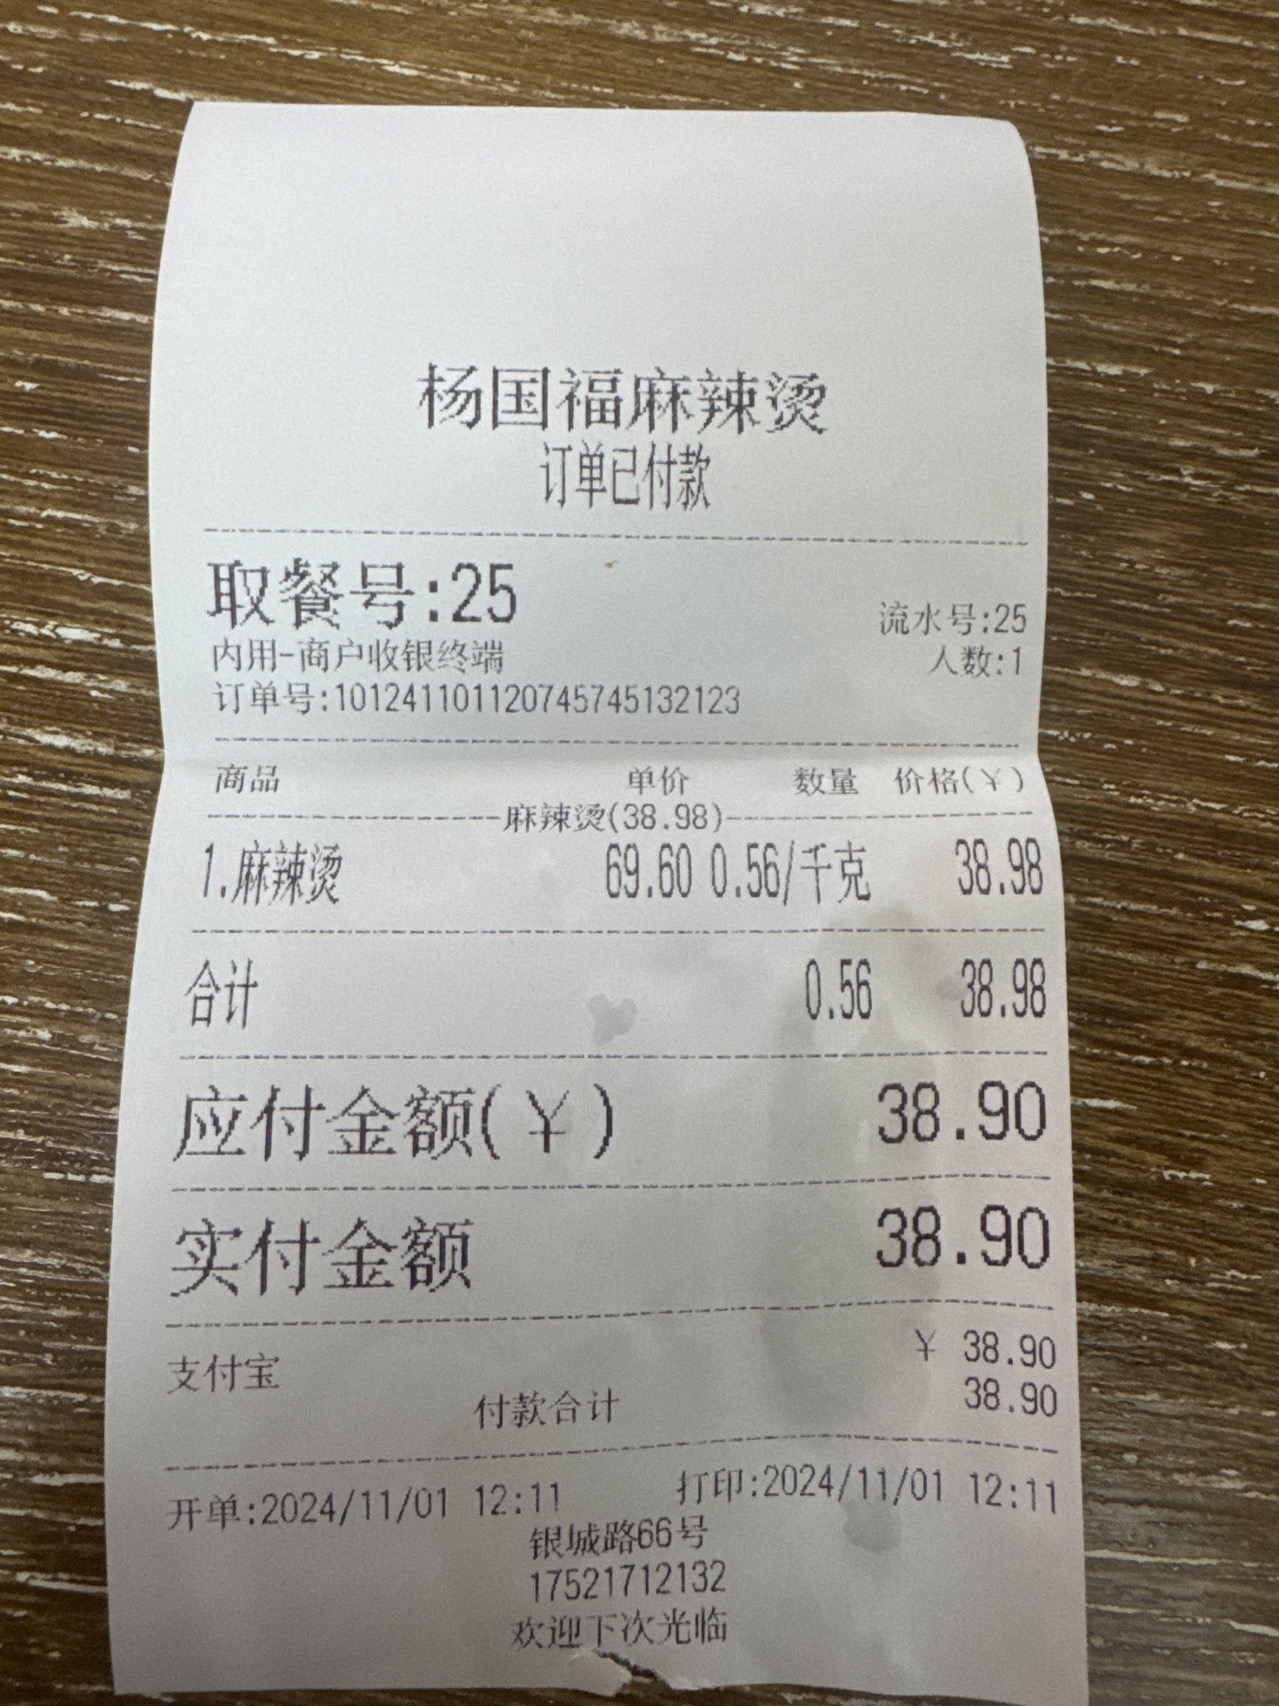 杨国福麻辣烫
订单已付款
取餐号:25
流水号:25
内用-商户收银终端 人数:1
订单号:101241101120745745132123
商品 单价 数量 价格(¥)
麻辣烫(38.98)
1.麻辣烫 69.60 0.56/千克 38.98
合计 0.56 38.98
应付金额(¥) 38.90
实付金额 38.90
支付宝 ¥ 38.90
付款合计 38.90
开单:2024/11/01 12:11 打印:2024/11/01 12:11
银城路66号
17521712132
欢迎下次光临